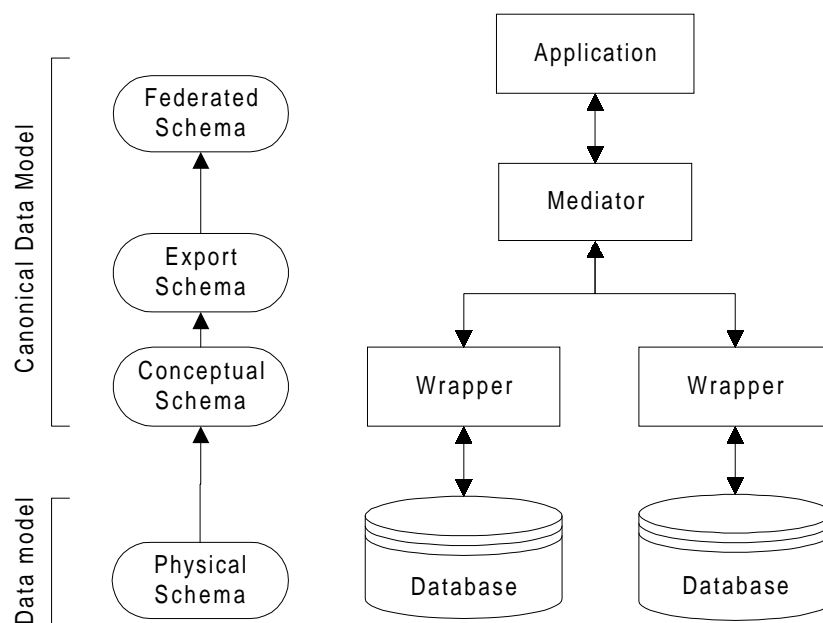 Canonical Data Model
Federated
Schema
Export
Schema
Conceptual
Schema
Data model
Physical
Schema
Application
Mediator
Wrapper
Wrapper
Database
Database